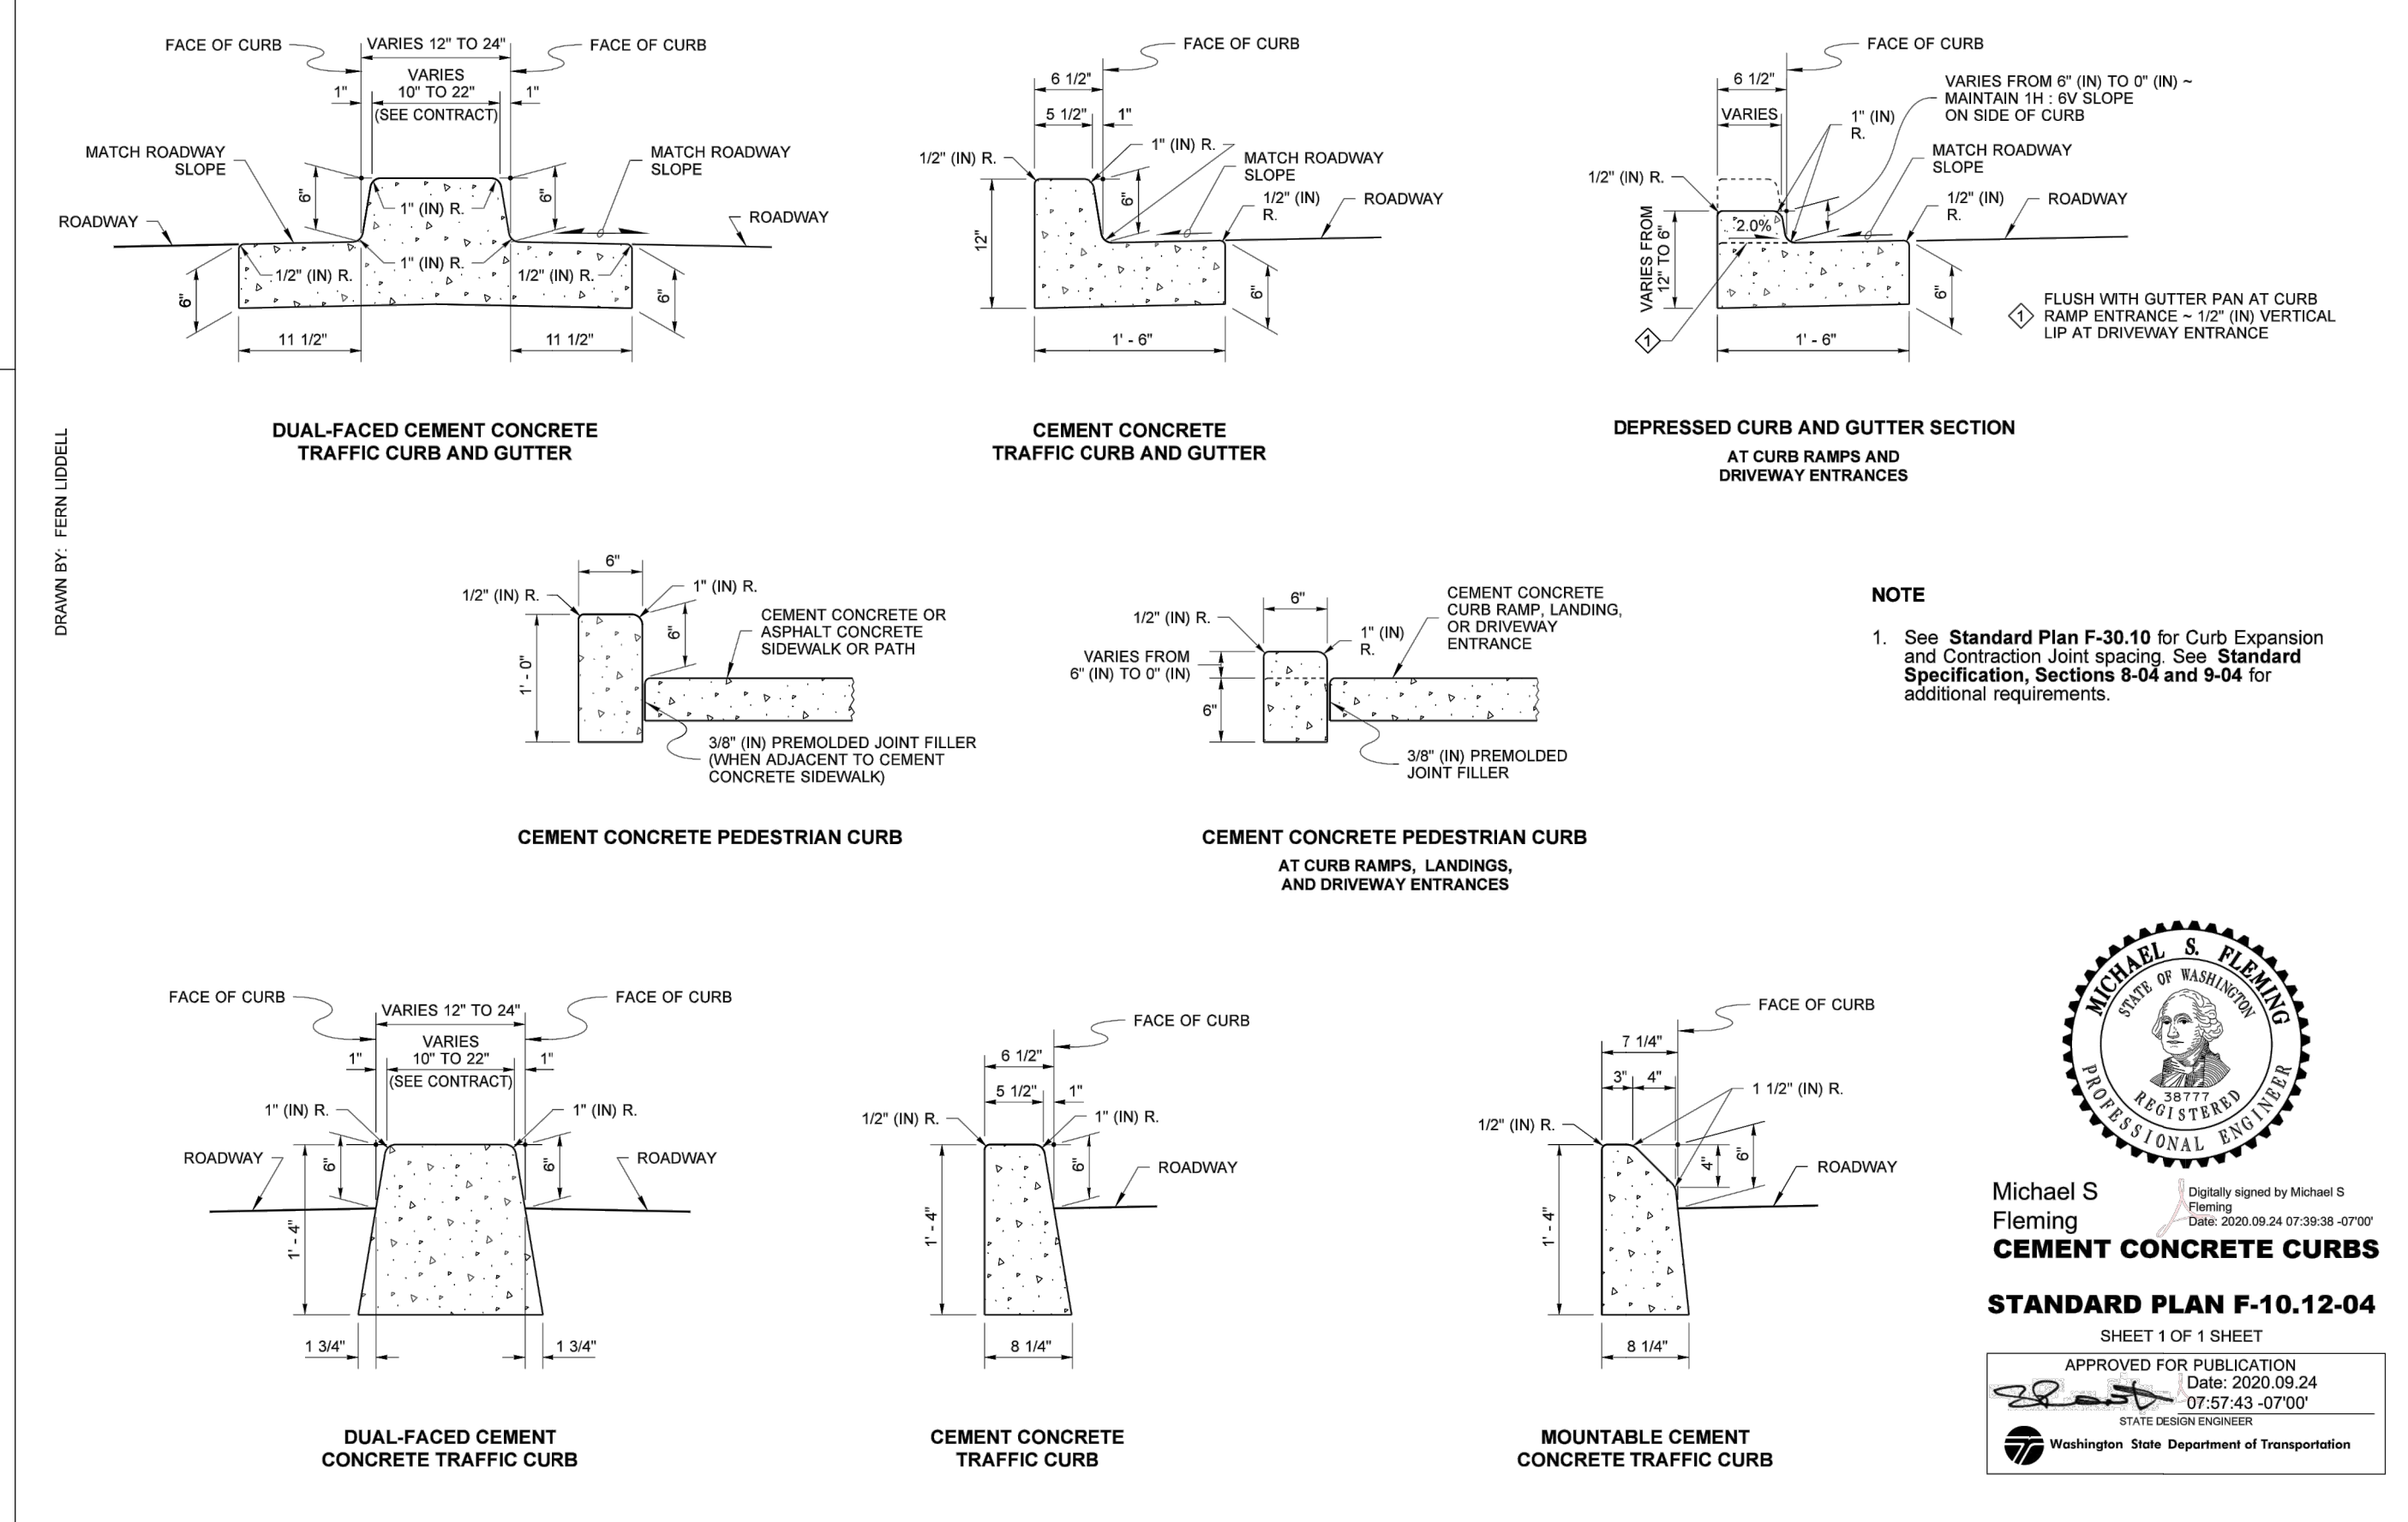 DRAWN BY: FERN LIDDELL
FACE OF CURB
VARIES 12" TO 24"
FACE OF CURB
VARIES
1"
10" TO 22"
1"
(SEE CONTRACT)
MATCH ROADWAY
SLOPE
MATCH ROADWAY
SLOPE
6"
6"
1" (IN) R.
ROADWAY
ROADWAY
1" (IN) R.
1/2" (IN) R.
1/2" (IN) R.
6"
6"
11 1/2"
11 1/2"
DUAL-FACED CEMENT CONCRETE
TRAFFIC CURB AND GUTTER
FACE OF CURB
6 1/2"
5 1/2"
1"
1/2" (IN) R.
1" (IN) R.
MATCH ROADWAY
SLOPE
6"
1/2" (IN)
R.
ROADWAY
12"
6"
1' - 6"
CEMENT CONCRETE
TRAFFIC CURB AND GUTTER
FACE OF CURB
6 1/2"
VARIES FROM 6" (IN) TO 0" (IN) ~
MAINTAIN 1H : 6V SLOPE
ON SIDE OF CURB
VARIES
1" (IN)
R.
MATCH ROADWAY
SLOPE
1/2" (IN) R.
1/2" (IN)
R.
ROADWAY
VARIES FROM
12" TO 6"
2.0%
6"
1
1' - 6"
1
FLUSH WITH GUTTER PAN AT CURB
RAMP ENTRANCE ~ 1/2" (IN) VERTICAL
LIP AT DRIVEWAY ENTRANCE
DEPRESSED CURB AND GUTTER SECTION
AT CURB RAMPS AND
DRIVEWAY ENTRANCES
6"
1/2" (IN) R.
1" (IN) R.
CEMENT CONCRETE OR
ASPHALT CONCRETE
SIDEWALK OR PATH
6"
1' - 0"
3/8" (IN) PREMOLDED JOINT FILLER
(WHEN ADJACENT TO CEMENT
CONCRETE SIDEWALK)
CEMENT CONCRETE PEDESTRIAN CURB
6"
1/2" (IN) R.
1" (IN)
R.
CEMENT CONCRETE
CURB RAMP, LANDING,
OR DRIVEWAY
ENTRANCE
VARIES FROM
6" (IN) TO 0" (IN)
6"
3/8" (IN) PREMOLDED
JOINT FILLER
CEMENT CONCRETE PEDESTRIAN CURB
AT CURB RAMPS, LANDINGS,
AND DRIVEWAY ENTRANCES
NOTE
1. See Standard Plan F-30.10 for Curb Expansion
and Contraction Joint spacing. See Standard
Specification, Sections 8-04 and 9-04 for
additional requirements.
FACE OF CURB
VARIES 12" TO 24"
FACE OF CURB
VARIES
1"
10" TO 22"
1"
(SEE CONTRACT)
1" (IN) R.
1" (IN) R.
ROADWAY
6"
6"
ROADWAY
1' - 4"
1 3/4"
1 3/4"
DUAL-FACED CEMENT
CONCRETE TRAFFIC CURB
FACE OF CURB
6 1/2"
5 1/2"
1"
1/2" (IN) R.
1" (IN) R.
6"
ROADWAY
1' - 4"
8 1/4"
CEMENT CONCRETE
TRAFFIC CURB
FACE OF CURB
7 1/4"
3"
4"
1 1/2" (IN) R.
1/2" (IN) R.
4"
6"
ROADWAY
1' - 4"
8 1/4"
MOUNTABLE CEMENT
CONCRETE TRAFFIC CURB
MICHAEL S. FLEMING
STATE OF WASHINGTON
38777
REGISTERED
PROFESSIONAL ENGINEER
Michael S
Fleming
Digitally signed by Michael S
Fleming
Date: 2020.09.24 07:39:38 -07'00'
CEMENT CONCRETE CURBS
STANDARD PLAN F-10.12-04
SHEET 1 OF 1 SHEET
APPROVED FOR PUBLICATION
Date: 2020.09.24
07:57:43 -07'00'
STATE DESIGN ENGINEER
Washington State Department of Transportation